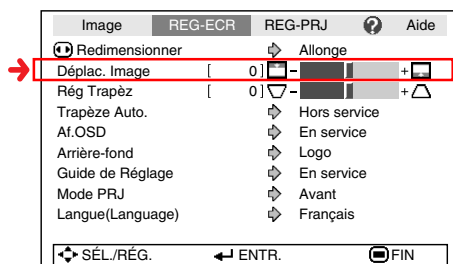 Image REG-ECR REG-PRJ ? Aide
Redimensionner Allonge
Déplac. Image [ 0] - +
Rég Trapèz [ 0] - +
Trapèze Auto. Hors service
Af.OSD En service
Arrière-fond Logo
Guide de Réglage En service
Mode PRJ Avant
Langue(Language) Français
SÉL./RÉG. ENTR. FIN